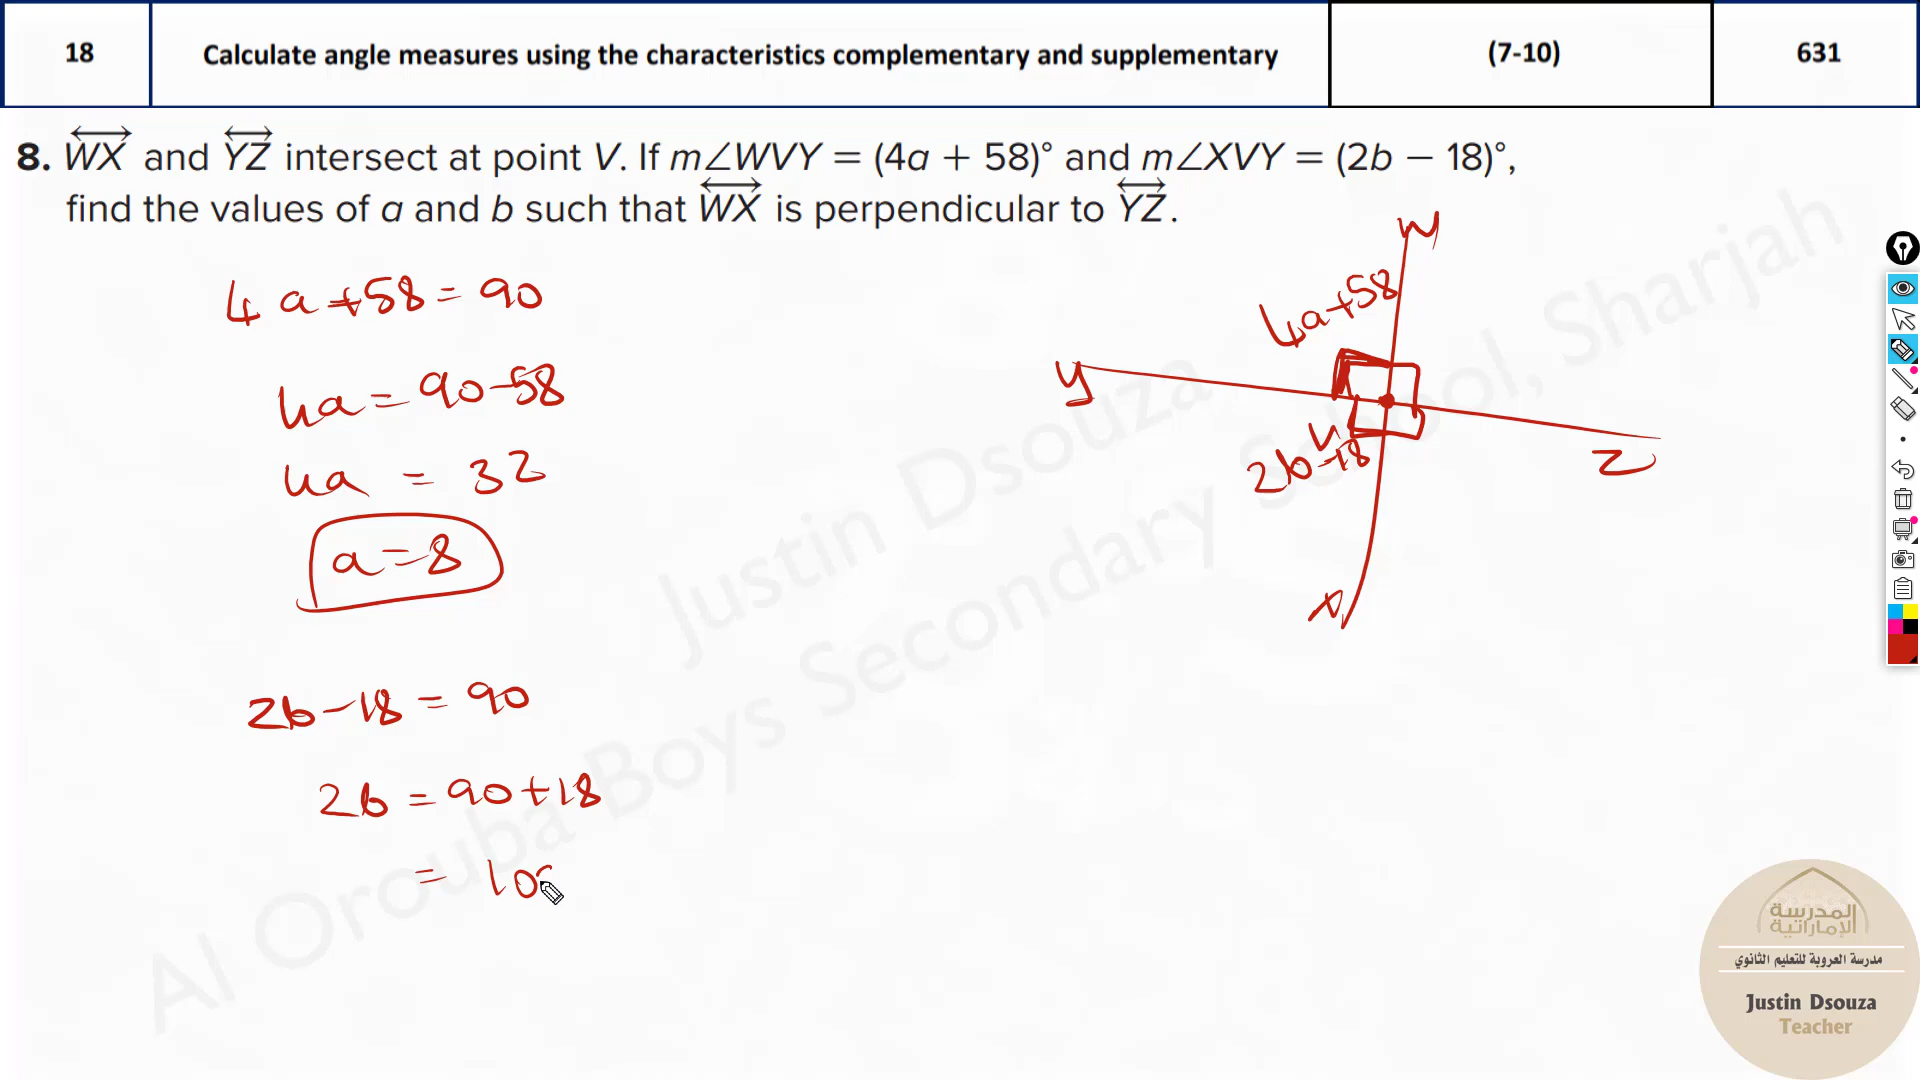 18
Calculate angle measures using the characteristics complementary and supplementary
(7-10)
631
8. WX and YZ intersect at point V. If m∠WVY = (4a + 58)° and m∠XVY = (2b − 18)°,
find the values of a and b such that WX is perpendicular to YZ.
4a+58=90
4a=90-58
4a = 32
a=8
2b-18=90
2b=90+18
= 10
W
4a+58
Y
V
2b-18
Z
X
Justin Dsouza
Al Orouba Boys Secondary School, Sharjah
المدرسة
الإماراتية
مدرسة العروبة للتعليم الثانوي
Justin Dsouza
Teacher